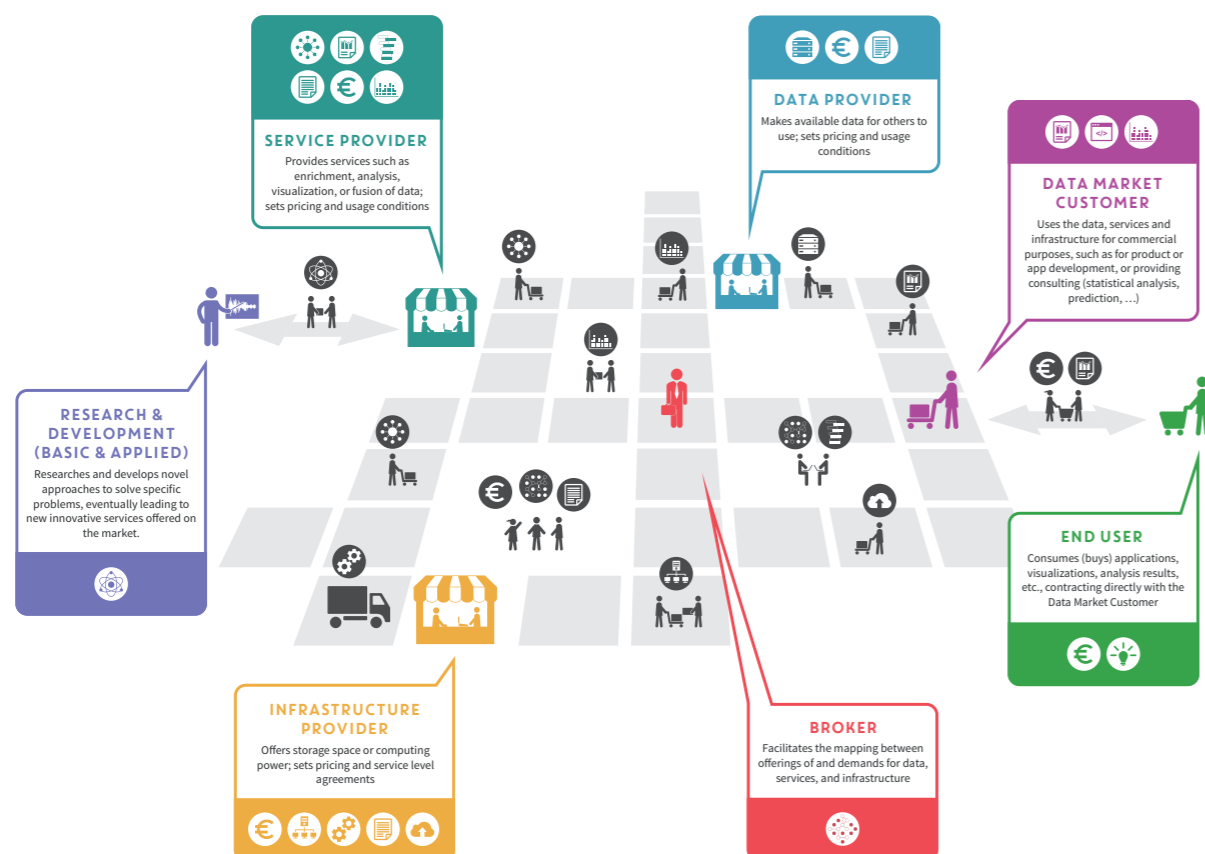 SERVICE PROVIDER
Provides services such as
enrichment, analysis,
visualization, or fusion of data;
sets pricing and usage conditions
DATA PROVIDER
Makes available data for others to
use; sets pricing and usage
conditions
DATA MARKET
CUSTOMER
Uses the data, services and
infrastructure for commercial
purposes, such as for product or
app development, or providing
consulting (statistical analysis,
prediction, …)
RESEARCH &
DEVELOPMENT
(BASIC & APPLIED)
Researches and develops novel
approaches to solve specific
problems, eventually leading to
new innovative services offered on
the market.
END USER
Consumes (buys) applications,
visualizations, analysis results,
etc., contracting directly with the
Data Market Customer
INFRASTRUCTURE
PROVIDER
Offers storage space or computing
power; sets pricing and service level
agreements
BROKER
Facilitates the mapping between
offerings of and demands for data,
services, and infrastructure